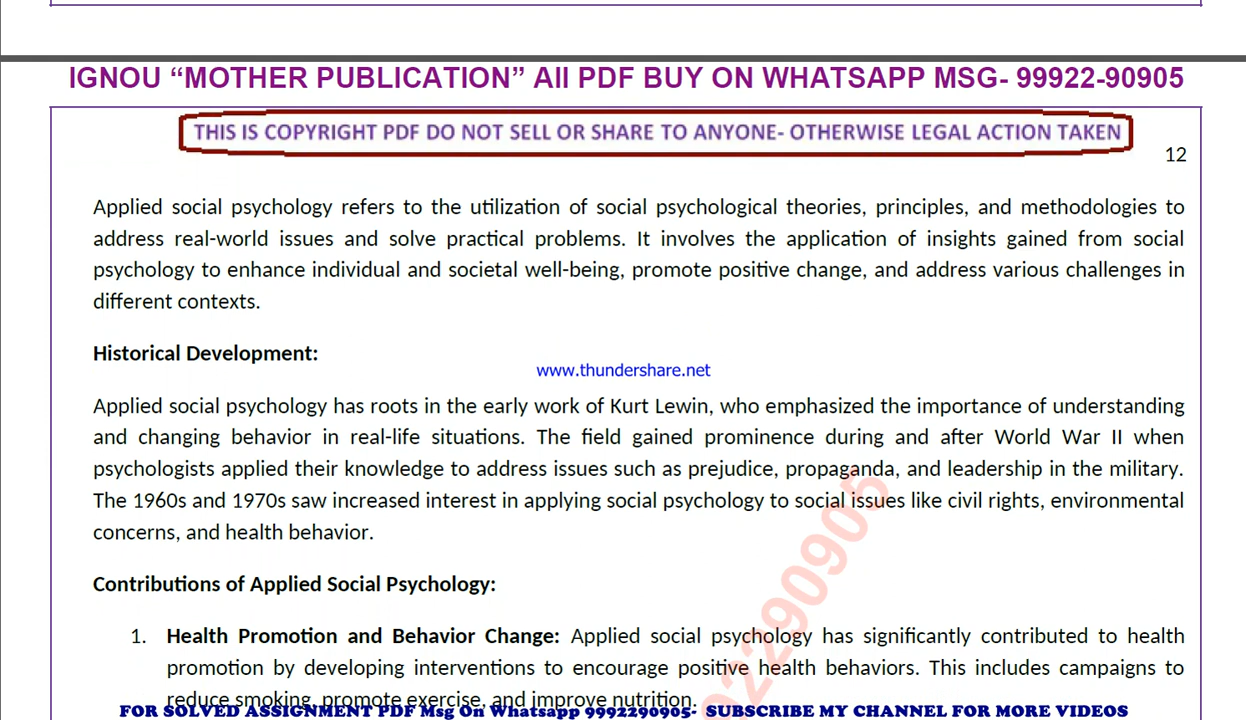 IGNOU “MOTHER PUBLICATION” All PDF BUY ON WHATSAPP MSG- 99922-90905
THIS IS COPYRIGHT PDF DO NOT SELL OR SHARE TO ANYONE- OTHERWISE LEGAL ACTION TAKEN
12
Applied social psychology refers to the utilization of social psychological theories, principles, and methodologies to
address real-world issues and solve practical problems. It involves the application of insights gained from social
psychology to enhance individual and societal well-being, promote positive change, and address various challenges in
different contexts.
Historical Development:
www.thundershare.net
Applied social psychology has roots in the early work of Kurt Lewin, who emphasized the importance of understanding
and changing behavior in real-life situations. The field gained prominence during and after World War II when
psychologists applied their knowledge to address issues such as prejudice, propaganda, and leadership in the military.
The 1960s and 1970s saw increased interest in applying social psychology to social issues like civil rights, environmental
concerns, and health behavior.
Contributions of Applied Social Psychology:
1. Health Promotion and Behavior Change: Applied social psychology has significantly contributed to health
promotion by developing interventions to encourage positive health behaviors. This includes campaigns to
reduce smoking, promote exercise, and improve nutrition.
92290905
FOR SOLVED ASSIGNMENT PDF Msg On Whatsapp 9992290905- SUBSCRIBE MY CHANNEL FOR MORE VIDEOS